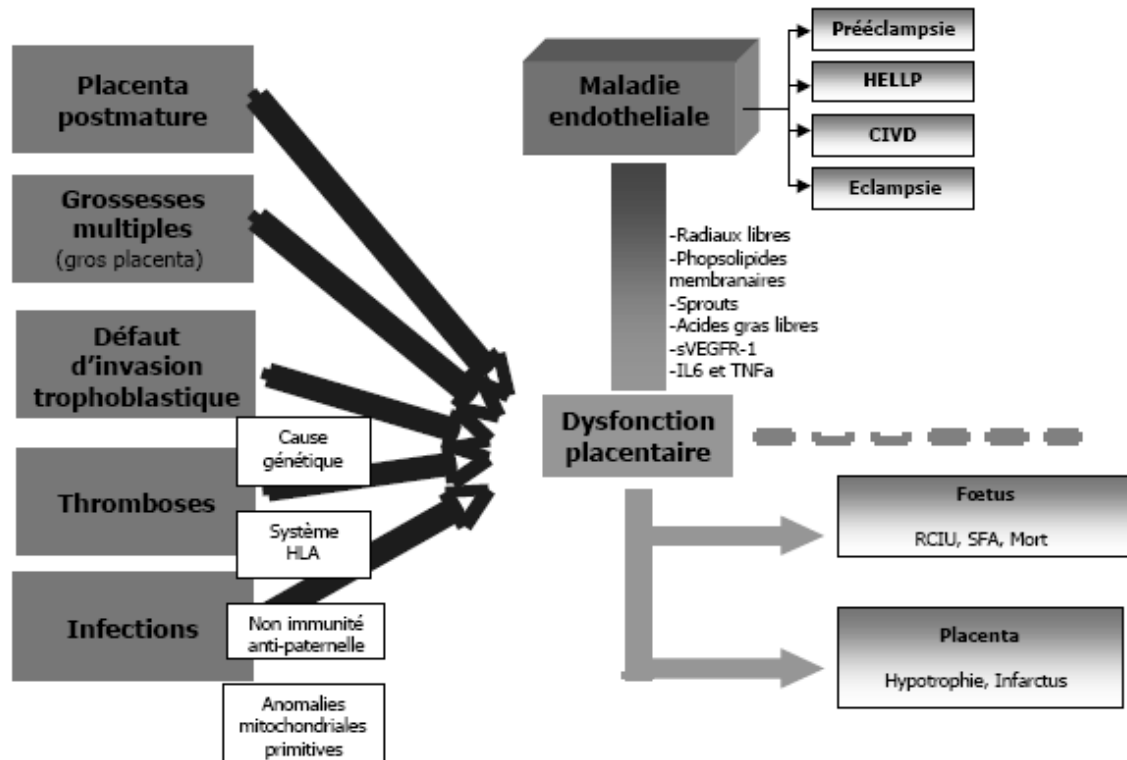 Placenta
postmature
Grossesses
multiples
(gros placenta)
Défaut
d'invasion
trophoblastique
Thromboses
Infections
Cause
génétique
Système
HLA
Non immunité
anti-paternelle
Anomalies
mitochondriales
primitives
Maladie
endotheliale
Prééclampsie
HELLP
CIVD
Eclampsie
-Radiaux libres
-Phopsolipides
membranaires
-Sprouts
-Acides gras libres
-sVEGFR-1
-IL6 et TNFa
Dysfonction
placentaire
Fœtus
RCIU, SFA, Mort
Placenta
Hypotrophie, Infarctus